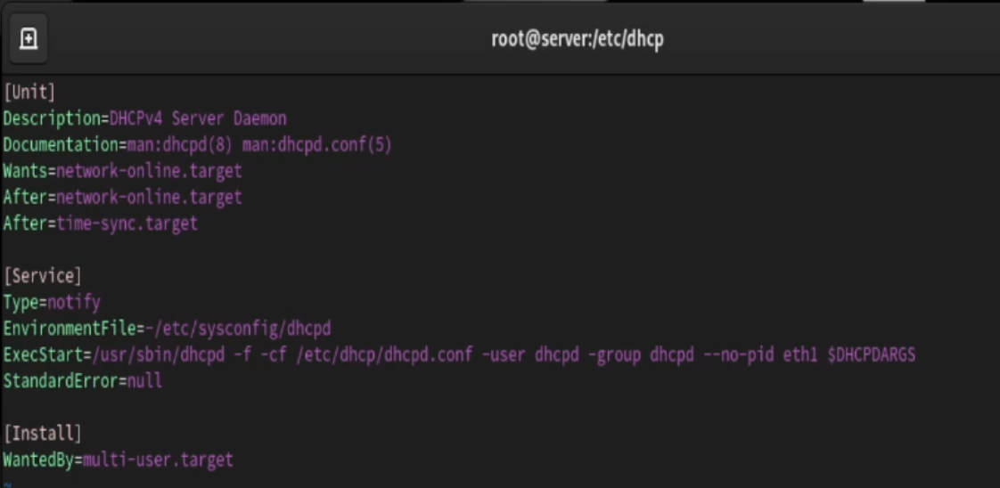 root@server:/etc/dhcp
[Unit]
Description=DHCPv4 Server Daemon
Documentation=man:dhcpd(8) man:dhcpd.conf(5)
Wants=network-online.target
After=network-online.target
After=time-sync.target
[Service]
Type=notify
EnvironmentFile=-/etc/sysconfig/dhcpd
ExecStart=/usr/sbin/dhcpd -f -cf /etc/dhcp/dhcpd.conf -user dhcpd -group dhcpd --no-pid eth1 $DHCPDARGS
StandardError=null
[Install]
WantedBy=multi-user.target
~